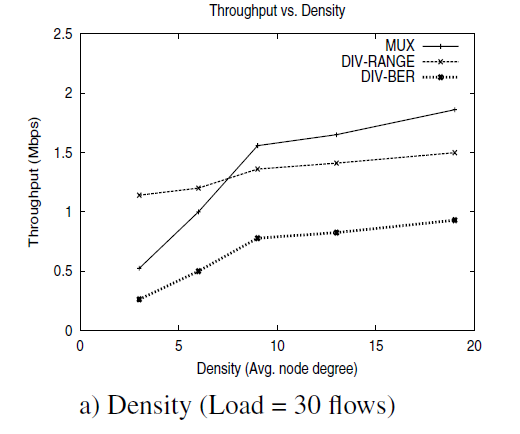 Throughput vs. Density
2.5
2
1.5
1
0.5
0
Throughput (Mbps)
MUX
DIV-RANGE
DIV-BER
0 5 10 15 20
Density (Avg. node degree)
a) Density (Load = 30 flows)